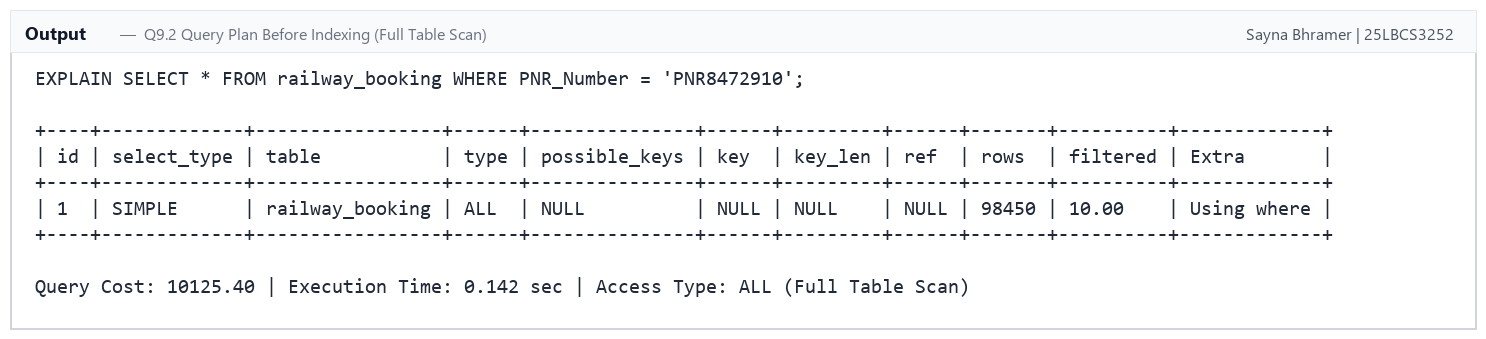 Output — Q9.2 Query Plan Before Indexing (Full Table Scan) Sayna Bhramer | 25LBCS3252
EXPLAIN SELECT * FROM railway_booking WHERE PNR_Number = 'PNR8472910';
+----+-------------+-----------------+------+---------------+------+---------+------+-------+----------+-------------+
| id | select_type | table           | type | possible_keys | key  | key_len | ref  | rows  | filtered | Extra       |
+----+-------------+-----------------+------+---------------+------+---------+------+-------+----------+-------------+
| 1  | SIMPLE      | railway_booking | ALL  | NULL          | NULL | NULL    | NULL | 98450 | 10.00    | Using where |
+----+-------------+-----------------+------+---------------+------+---------+------+-------+----------+-------------+
Query Cost: 10125.40 | Execution Time: 0.142 sec | Access Type: ALL (Full Table Scan)